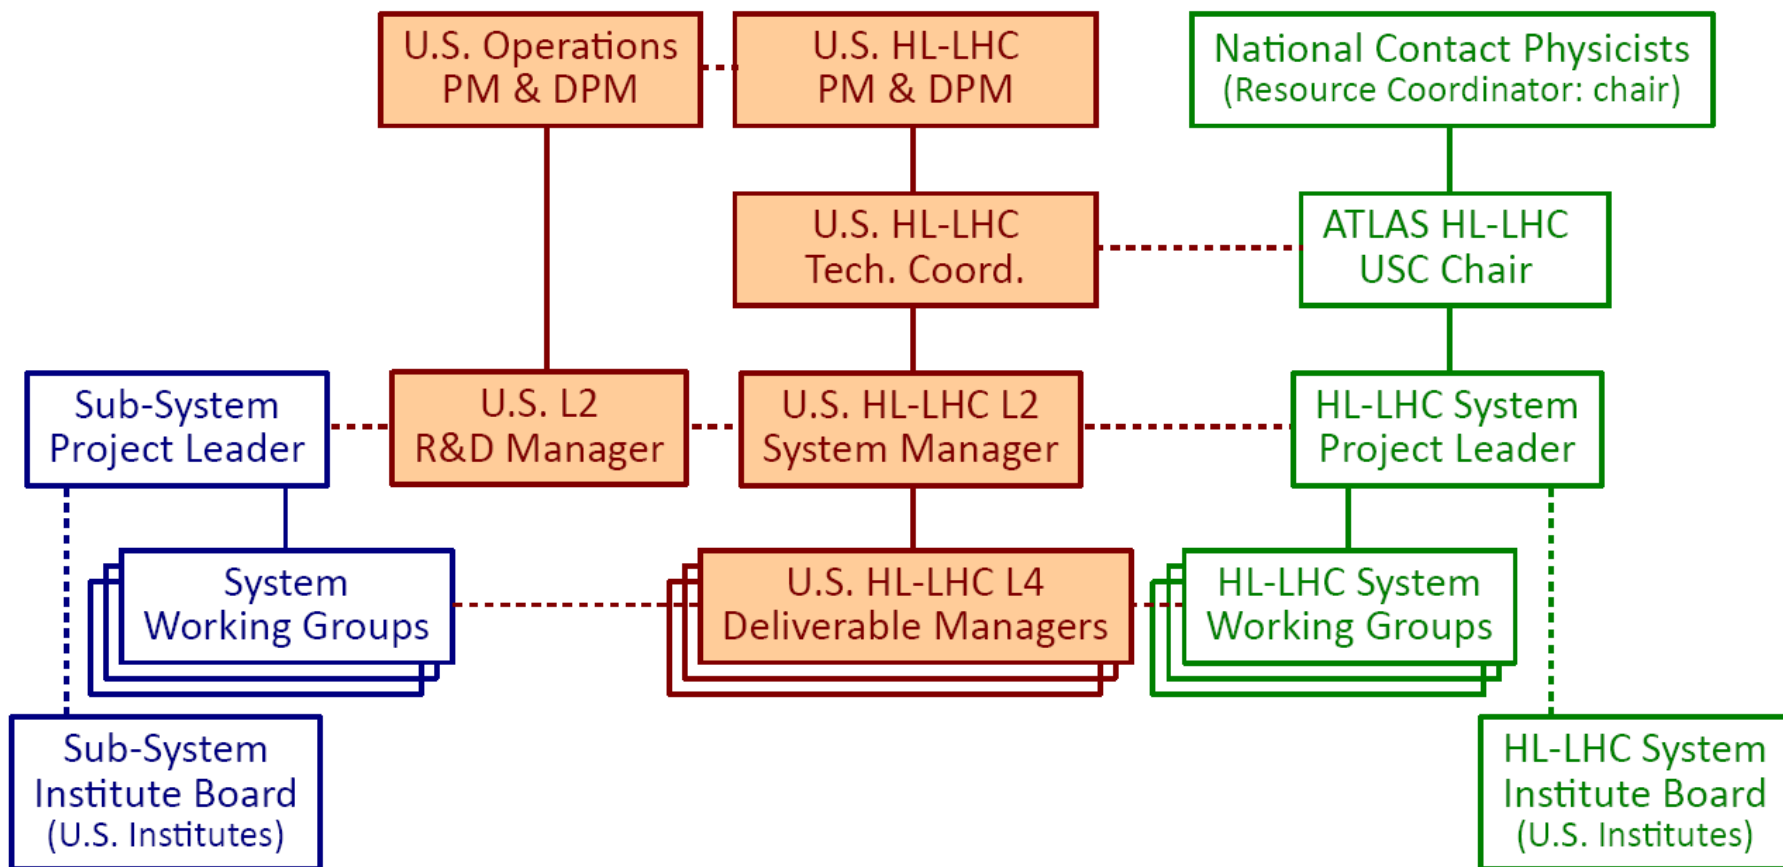 U.S. Operations
PM & DPM
U.S. HL-LHC
PM & DPM
National Contact Physicists
(Resource Coordinator: chair)
U.S. HL-LHC
Tech. Coord.
ATLAS HL-LHC
USC Chair
Sub-System
Project Leader
U.S. L2
R&D Manager
U.S. HL-LHC L2
System Manager
HL-LHC System
Project Leader
System
Working Groups
U.S. HL-LHC L4
Deliverable Managers
HL-LHC System
Working Groups
Sub-System
Institute Board
(U.S. Institutes)
HL-LHC System
Institute Board
(U.S. Institutes)